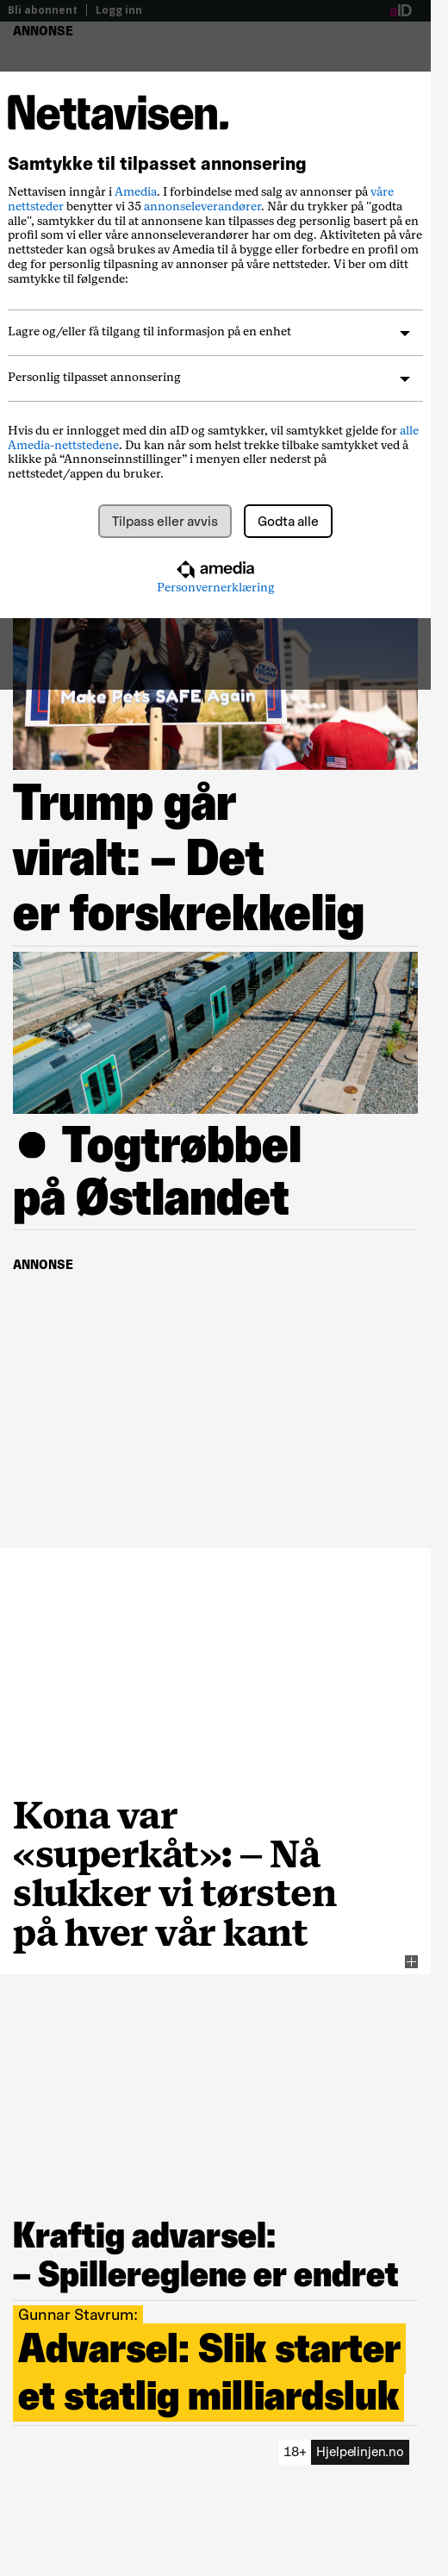 Bli abonnent | Logg inn
aID
ANNONSE
Nettavisen.
Samtykke til tilpasset annonsering
Nettavisen inngår i Amedia. I forbindelse med salg av annonser på våre
nettsteder benytter vi 35 annonseleverandører. Når du trykker på "godta
alle", samtykker du til at annonsene kan tilpasses deg personlig basert på en
profil som vi eller våre annonseleverandører har om deg. Aktiviteten på våre
nettsteder kan også brukes av Amedia til å bygge eller forbedre en profil om
deg for personlig tilpasning av annonser på våre nettsteder. Vi ber om ditt
samtykke til følgende:
Lagre og/eller få tilgang til informasjon på en enhet
Personlig tilpasset annonsering
Hvis du er innlogget med din aID og samtykker, vil samtykket gjelde for alle
Amedia-nettstedene. Du kan når som helst trekke tilbake samtykket ved å
klikke på “Annonseinnstillinger” i menyen eller nederst på
nettstedet/appen du bruker.
Tilpass eller avvis
Godta alle
amedia
Personvernerklæring
TEAM
TRUMP
Make Pets SAFE Again
Trump går
viralt: – Det
er forskrekkelig
● Togtrøbbel
på Østlandet
ANNONSE
Kona var
«superkåt»: – Nå
slukker vi tørsten
på hver vår kant
Kraftig advarsel:
– Spillereglene er endret
Gunnar Stavrum:
Advarsel: Slik starter
et statlig milliardsluk
18+ Hjelpelinjen.no